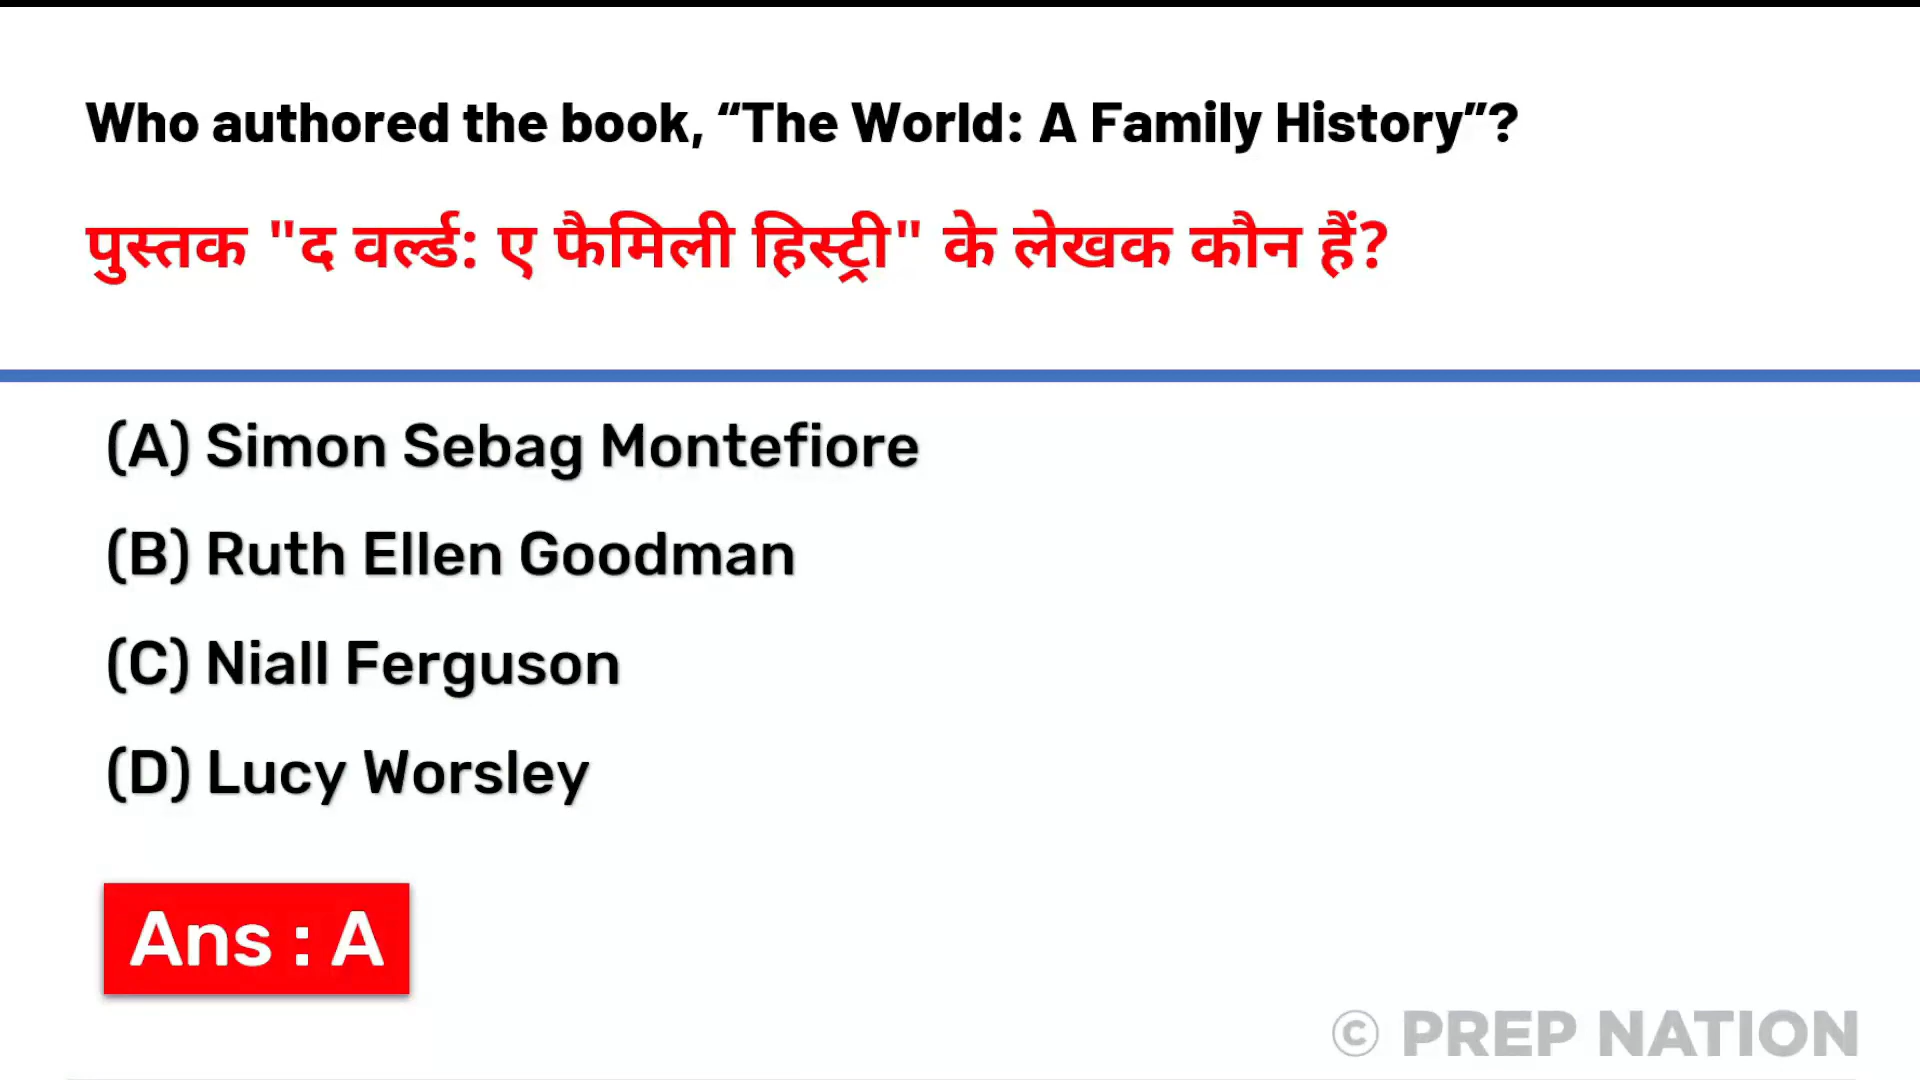 Who authored the book, “The World: A Family History”?
पुस्तक "द वर्ल्ड: ए फैमिली हिस्ट्री" के लेखक कौन हैं?
(A) Simon Sebag Montefiore
(B) Ruth Ellen Goodman
(C) Niall Ferguson
(D) Lucy Worsley
Ans : A
© PREP NATION